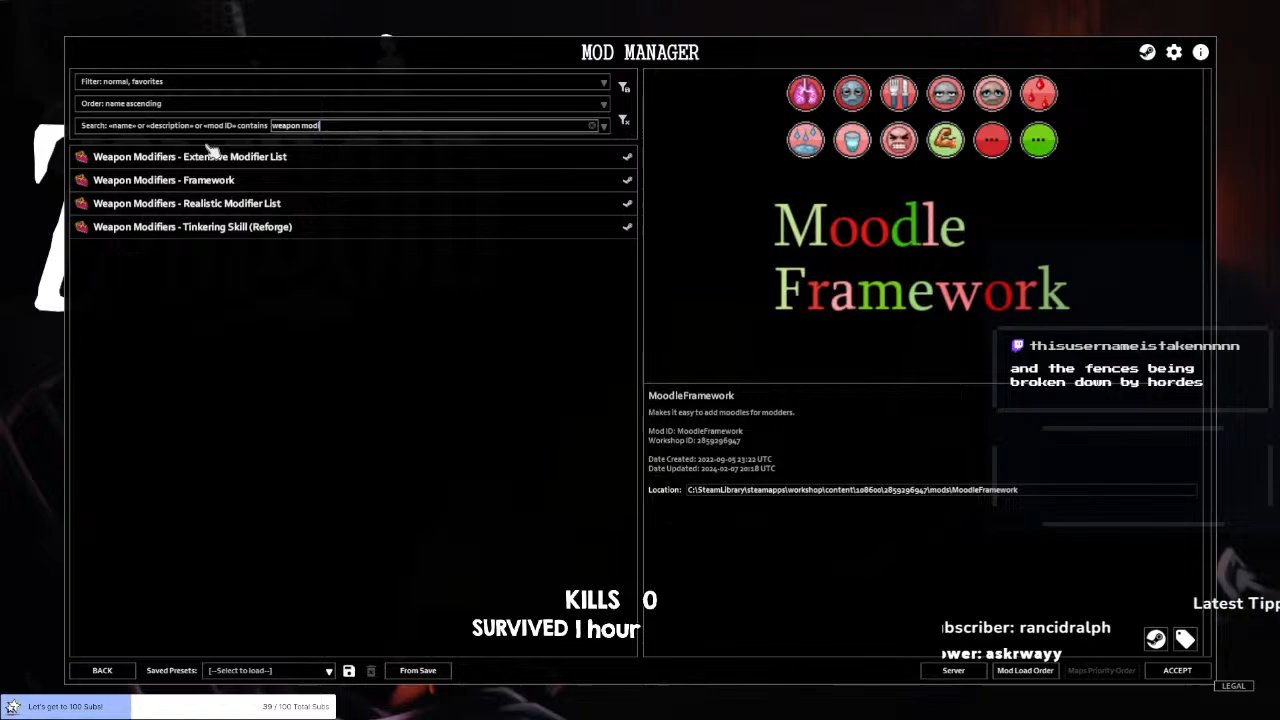 MOD MANAGER
Filter: normal, favorites
Order: name ascending
Search: «name» or «description» or «mod ID» contains weapon modi
Weapon Modifiers - Extensive Modifier List
Weapon Modifiers - Framework
Weapon Modifiers - Realistic Modifier List
Weapon Modifiers - Tinkering Skill (Reforge)
Moodle
Framework
thisusernameistakennnnn
and the fences being
broken down by hordes
MoodleFramework
Makes it easy to add moodles for modders.
Mod ID: MoodleFramework
Workshop ID: 2859296947
Date Created: 2022-09-05 23:22 UTC
Date Updated: 2024-02-07 20:18 UTC
Location: C:\SteamLibrary\steamapps\workshop\content\108600\2859296947\mods\MoodleFramework
KILLS 0
SURVIVED 1 hour
Latest Tipp
bscriber: rancidralph
wer: askrwayy
BACK
Saved Presets:
[--Select to load--]
From Save
Server
Mod Load Order
Maps Priority Order
ACCEPT
LEGAL
Let's get to 100 Subs!
39 / 100 Total Subs